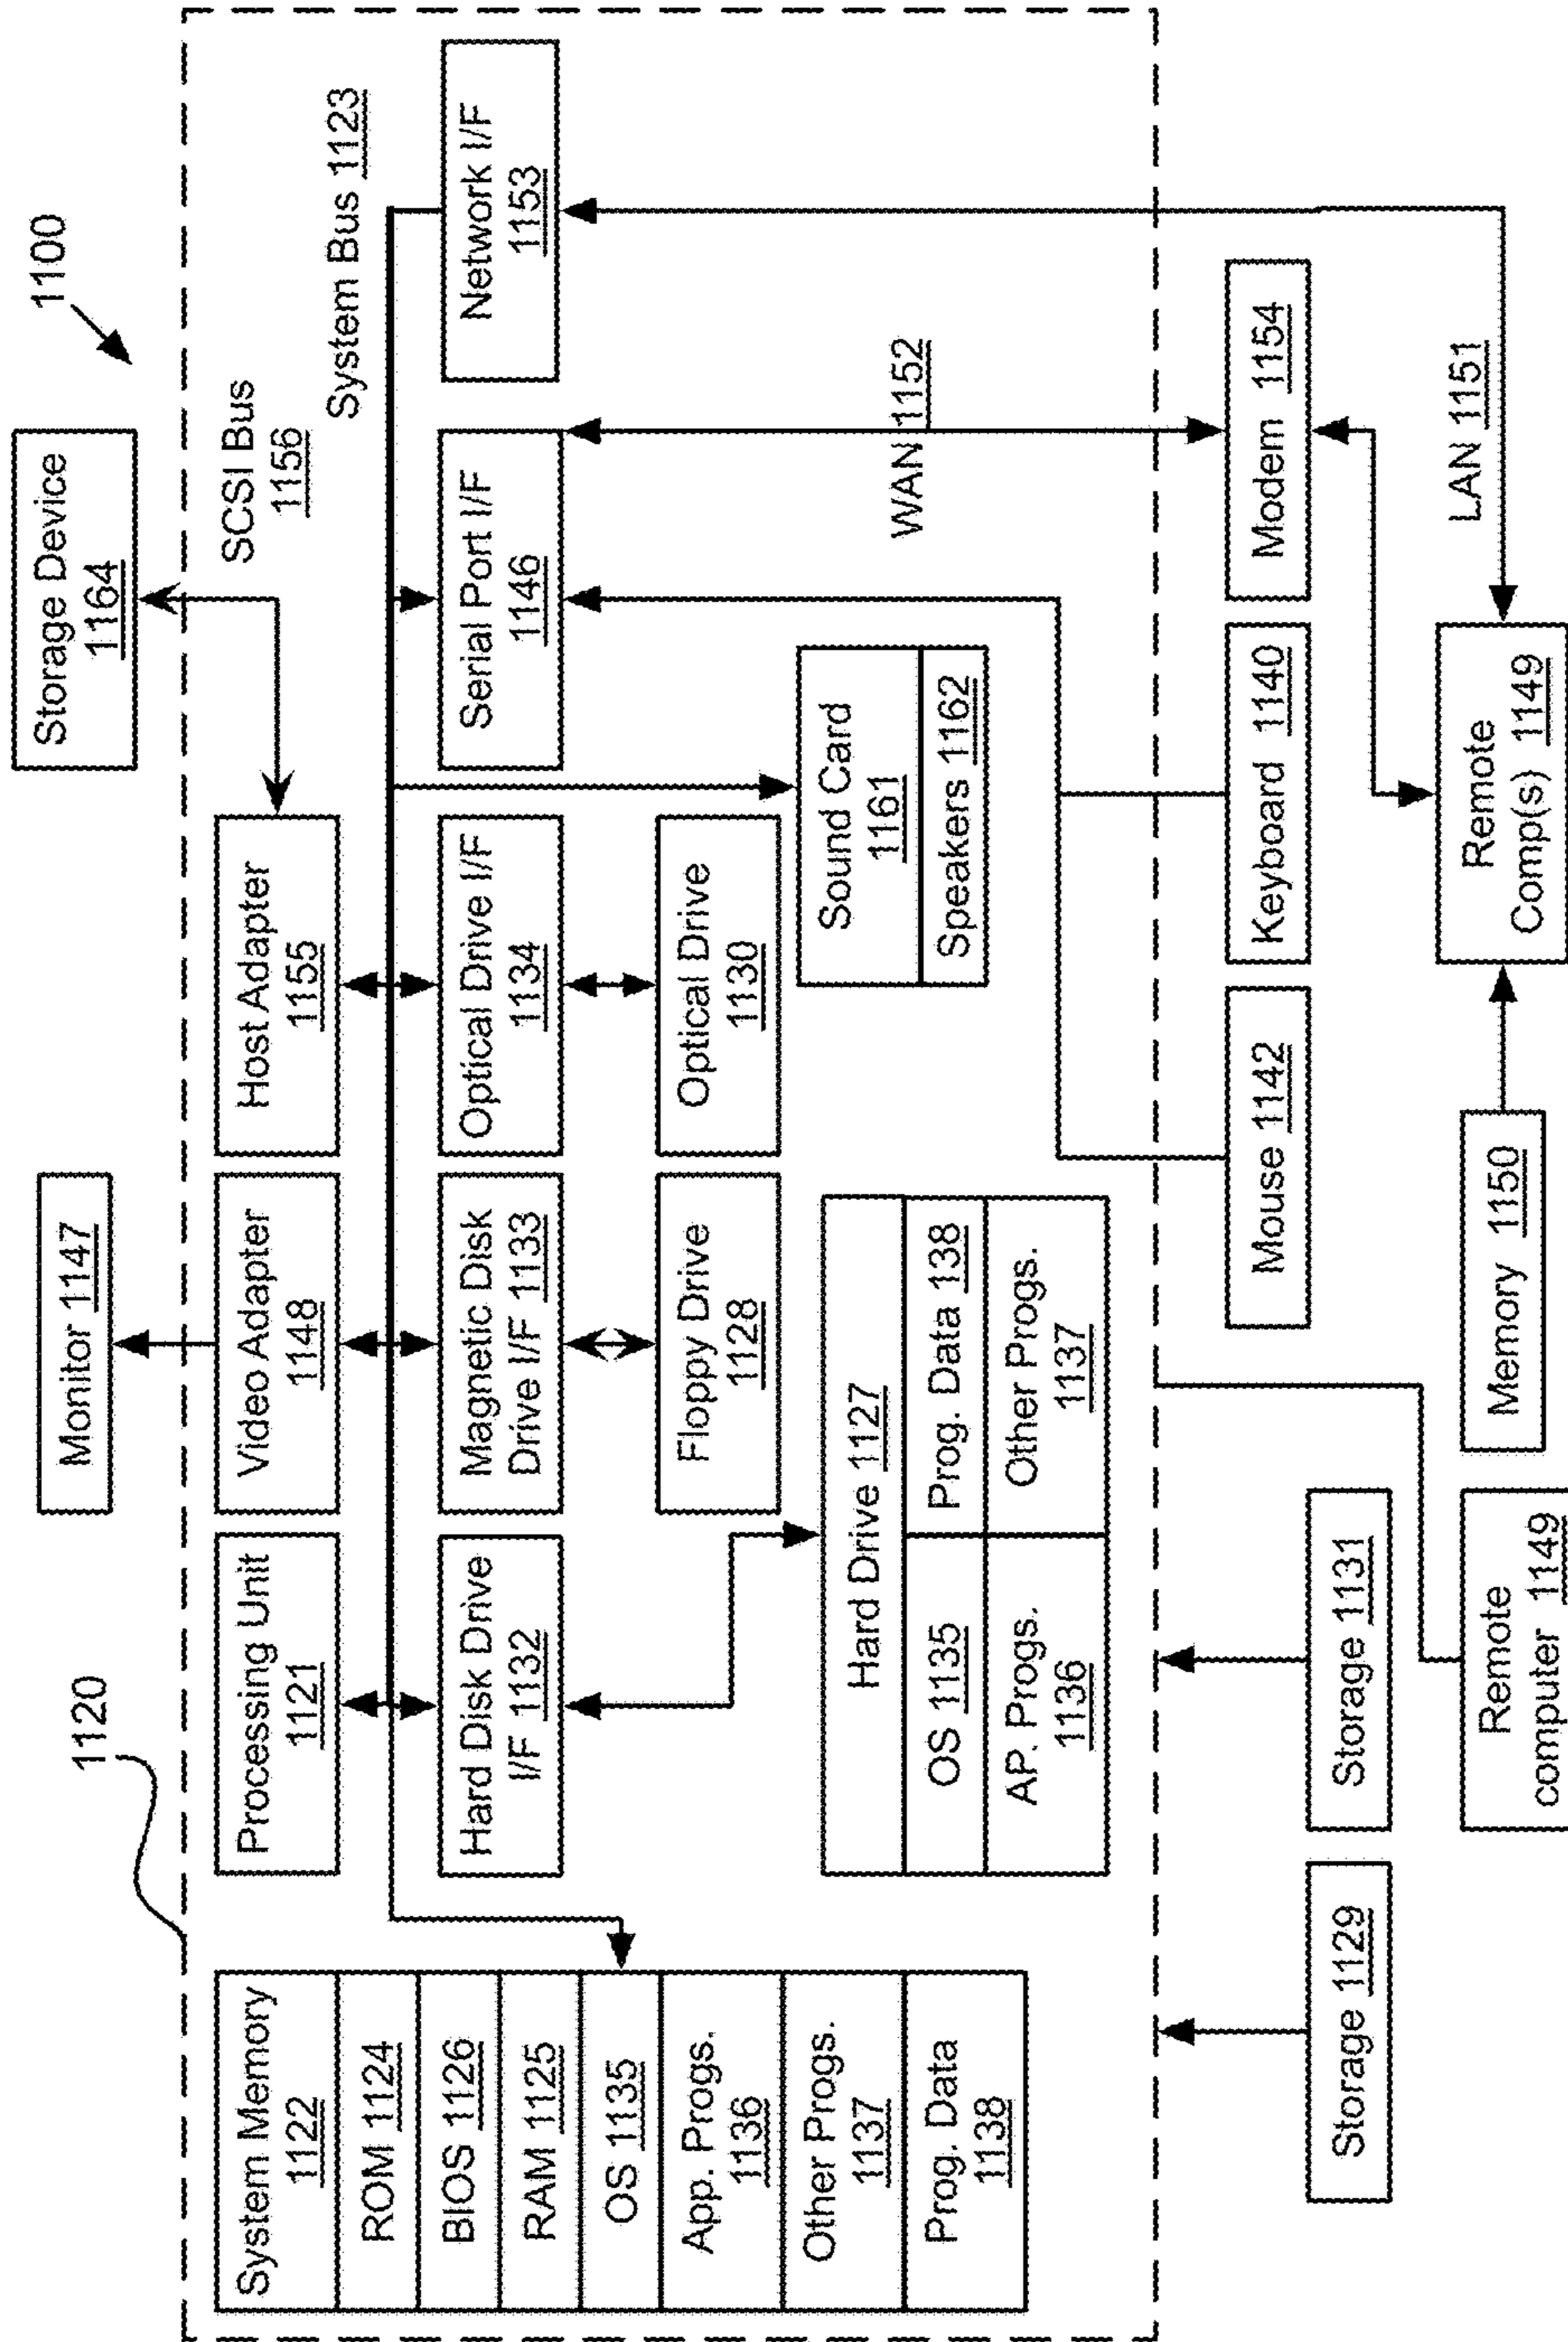 1100
1120
Monitor 1147
Storage Device
1164
SCSI Bus
1156
System Bus 1123
System Memory
1122
ROM 1124
BIOS 1126
RAM 1125
OS 1135
App. Progs.
1136
Other Progs.
1137
Prog. Data
1138
Processing Unit
1121
Video Adapter
1148
Host Adapter
1155
Hard Disk Drive
I/F 1132
Magnetic Disk
Drive I/F 1133
Optical Drive I/F
1134
Serial Port I/F
1146
Network I/F
1153
Floppy Drive
1128
Optical Drive
1130
Hard Drive 1127
OS 1135
Prog. Data 138
AP. Progs.
1136
Other Progs.
1137
Sound Card
1161
Speakers 1162
WAN 1152
Mouse 1142
Keyboard 1140
Modem 1154
Storage 1129
Storage 1131
LAN 1151
Remote
computer 1149
Memory 1150
Remote
Comp(s) 1149